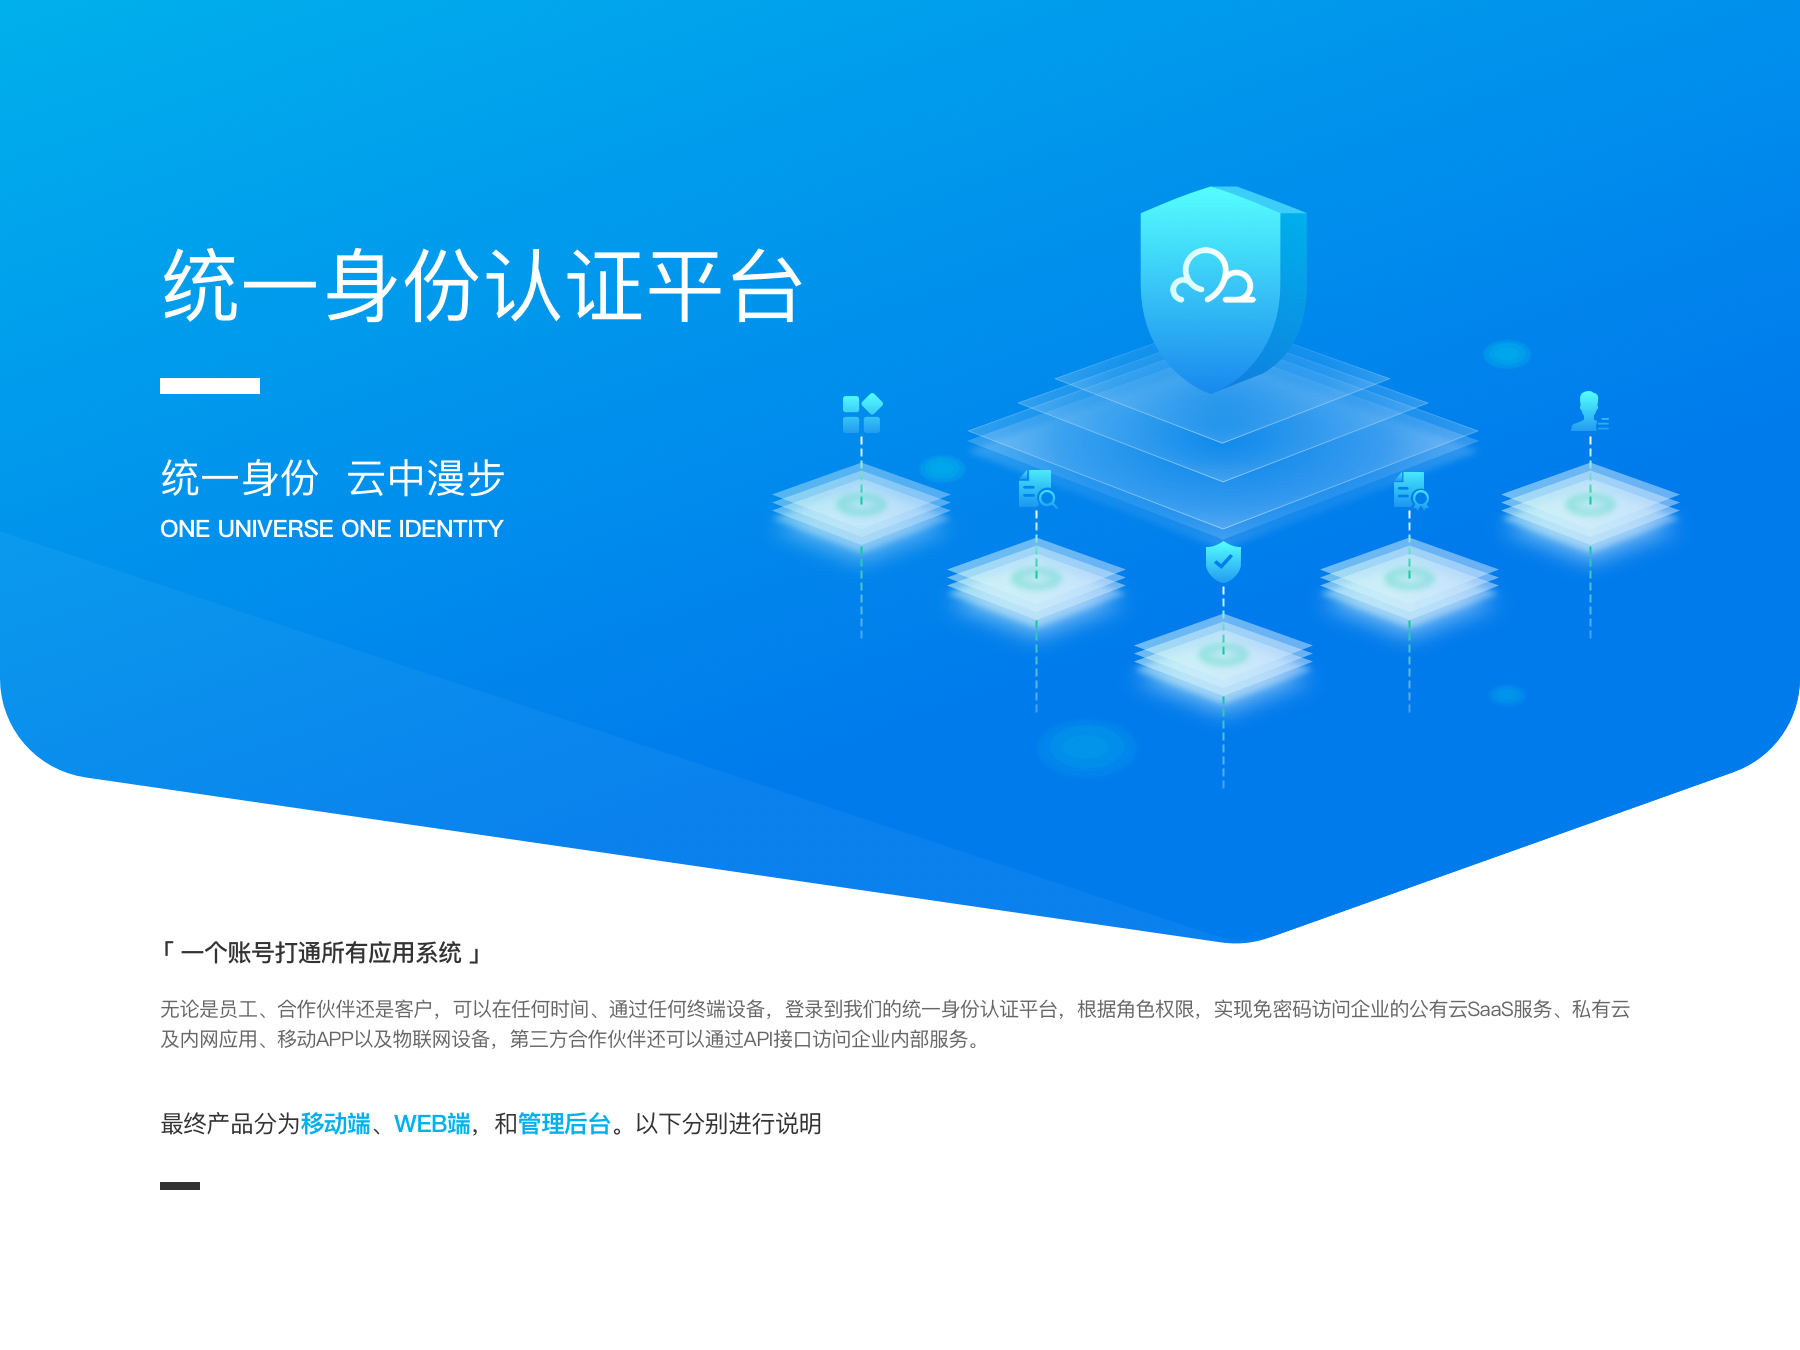 统一身份认证平台
统一身份 云中漫步
ONE UNIVERSE ONE IDENTITY
「 一个账号打通所有应用系统 」
无论是员工、合作伙伴还是客户，可以在任何时间、通过任何终端设备，登录到我们的统一身份认证平台，根据角色权限，实现免密码访问企业的公有云SaaS服务、私有云
及内网应用、移动APP以及物联网设备，第三方合作伙伴还可以通过API接口访问企业内部服务。
最终产品分为移动端、WEB端，和管理后台。以下分别进行说明